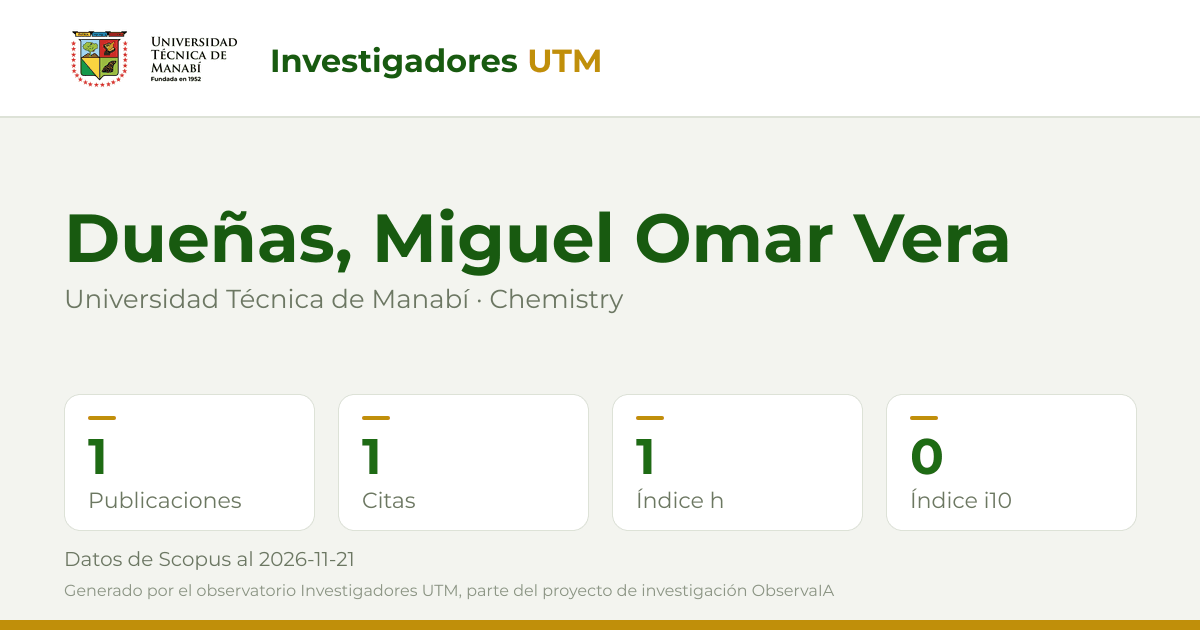 UNIVERSIDAD
TÉCNICA DE
MANABÍ
Fundada en 1952
Investigadores UTM
Dueñas, Miguel Omar Vera
Universidad Técnica de Manabí · Chemistry
1
Publicaciones
1
Citas
1
Índice h
0
Índice i10
Datos de Scopus al 2026-11-21
Generado por el observatorio Investigadores UTM, parte del proyecto de investigación ObservaIA